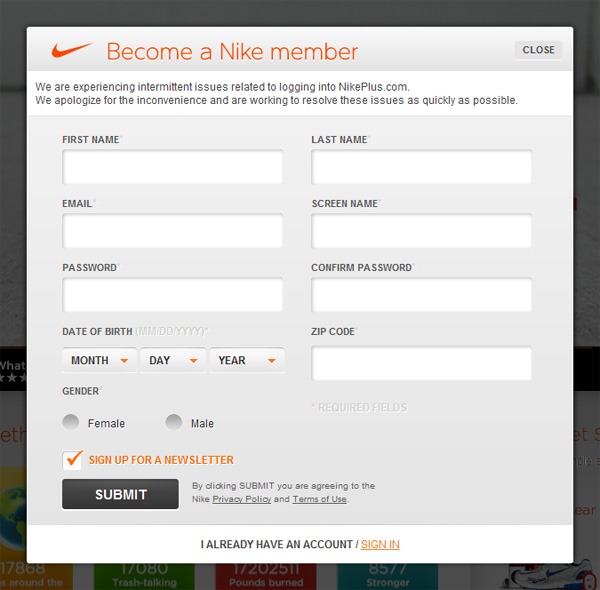 Become a Nike member
CLOSE
We are experiencing intermittent issues related to logging into NikePlus.com.
We apologize for the inconvenience and are working to resolve these issues as quickly as possible.
FIRST NAME*
LAST NAME*
EMAIL*
SCREEN NAME*
PASSWORD*
CONFIRM PASSWORD*
DATE OF BIRTH (MM/DD/YYYY)*
ZIP CODE*
MONTH
DAY
YEAR
GENDER*
* REQUIRED FIELDS
Female
Male
SIGN UP FOR A NEWSLETTER
SUBMIT
By clicking SUBMIT you are agreeing to the
Nike Privacy Policy and Terms of Use.
I ALREADY HAVE AN ACCOUNT / SIGN IN
What
17868
17080
17202511
8577
around the
Trash-talking
Pounds burned
Stronger